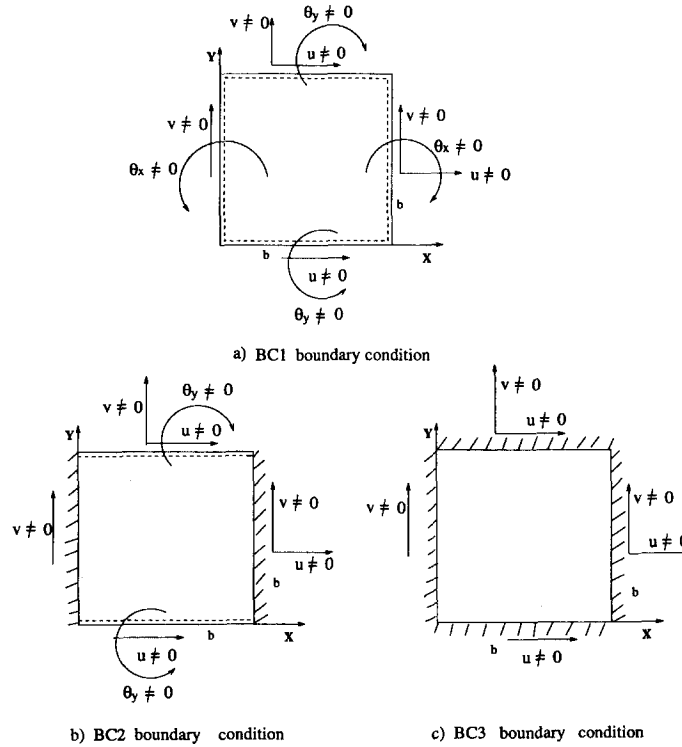 θy ≠ 0
v ≠ 0
u ≠ 0
Y
v ≠ 0
v ≠ 0
θx ≠ 0
θx ≠ 0
u ≠ 0
b
b
X
u ≠ 0
θy ≠ 0
a) BC1 boundary condition
θy ≠ 0
v ≠ 0
u ≠ 0
Y
v ≠ 0
v ≠ 0
u ≠ 0
b
b
X
u ≠ 0
θy ≠ 0
b) BC2 boundary condition
v ≠ 0
u ≠ 0
Y
v ≠ 0
v ≠ 0
u ≠ 0
b
X
b
u ≠ 0
c) BC3 boundary condition